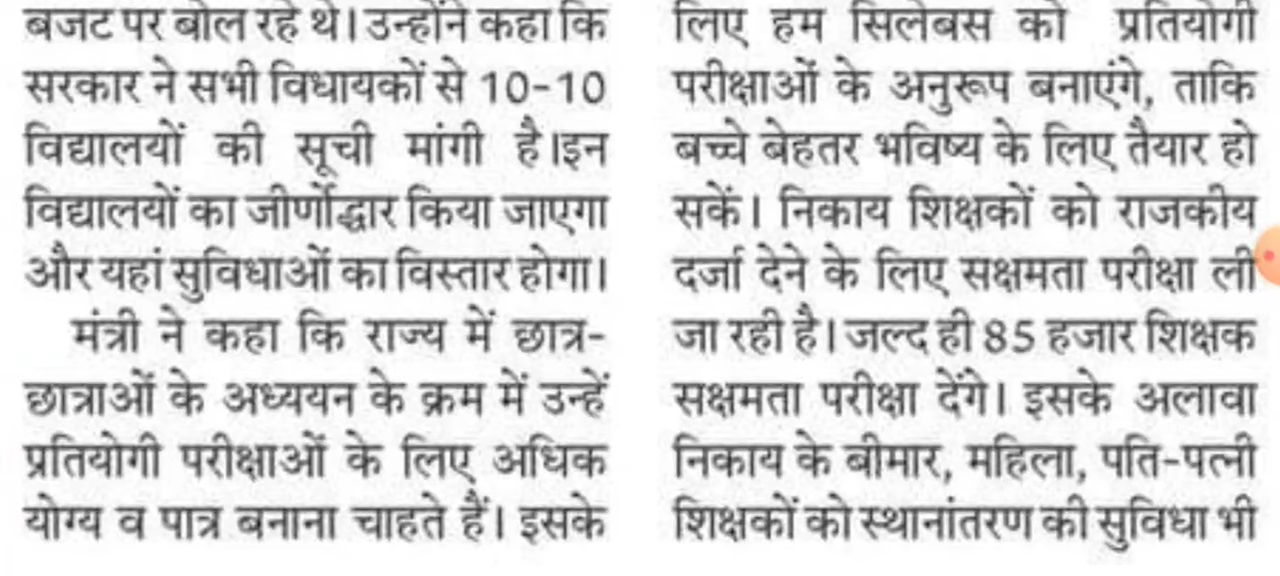 बजट पर बोल रहे थे। उन्होंने कहा कि
सरकार ने सभी विधायकों से 10-10
विद्यालयों की सूची मांगी है।इन
विद्यालयों का जीर्णोद्धार किया जाएगा
और यहां सुविधाओं का विस्तार होगा।
मंत्री ने कहा कि राज्य में छात्र-
छात्राओं के अध्ययन के क्रम में उन्हें
प्रतियोगी परीक्षाओं के लिए अधिक
योग्य व पात्र बनाना चाहते हैं। इसके
लिए हम सिलेबस को प्रतियोगी
परीक्षाओं के अनुरूप बनाएंगे, ताकि
बच्चे बेहतर भविष्य के लिए तैयार हो
सकें। निकाय शिक्षकों को राजकीय
दर्जा देने के लिए सक्षमता परीक्षा ली
जा रही है। जल्द ही 85 हजार शिक्षक
सक्षमता परीक्षा देंगे। इसके अलावा
निकाय के बीमार, महिला, पति-पत्नी
शिक्षकों को स्थानांतरण की सुविधा भी